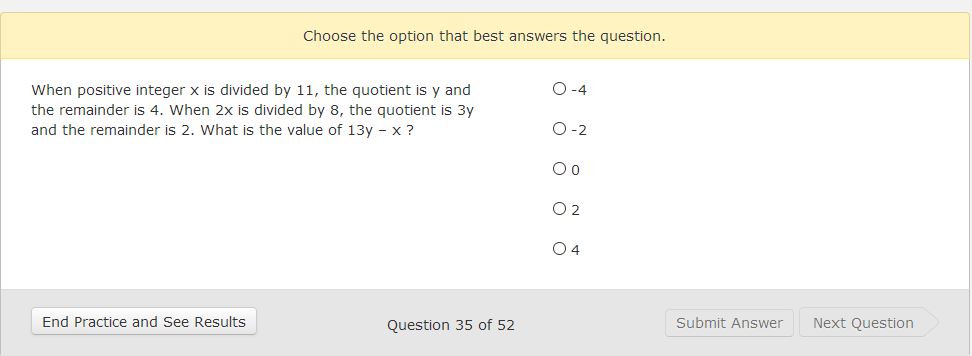 Choose the option that best answers the question.
When positive integer x is divided by 11, the quotient is y and
the remainder is 4. When 2x is divided by 8, the quotient is 3y
and the remainder is 2. What is the value of 13y – x ?
-4
-2
0
2
4
End Practice and See Results
Question 35 of 52
Submit Answer
Next Question